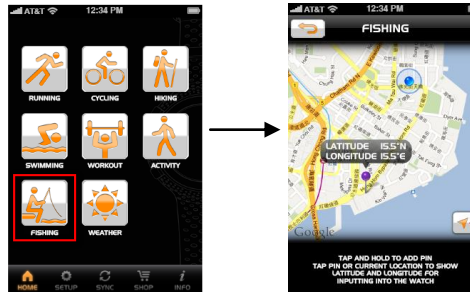 AT&T 12:34 PM
RUNNING CYCLING HIKING
SWIMMING WORKOUT ACTIVITY
FISHING WEATHER
HOME SETUP SYNC SHOP INFO
AT&T 12:34 PM
FISHING
Chatham Rd N
LATITUDE 15.5°N
LONGITUDE 15.5°E
Google
TAP AND HOLD TO ADD PIN
TAP PIN OR CURRENT LOCATION TO SHOW
LATITUDE AND LONGITUDE FOR
INPUTTING INTO THE WATCH